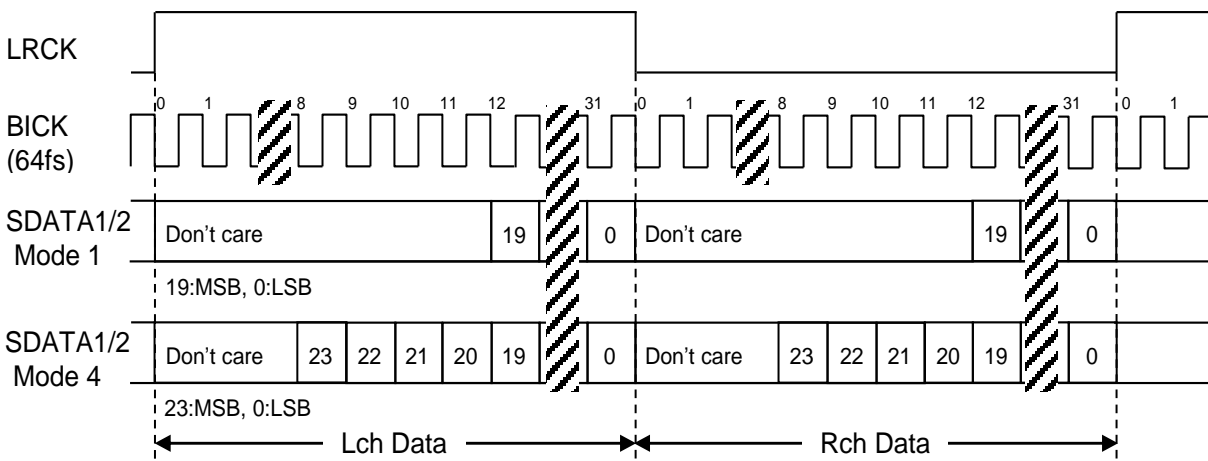 LRCK
0 1 8 9 10 11 12 31 0 1 8 9 10 11 12 31 0 1
BICK
(64fs)
SDATA1/2
Mode 1
Don't care 19 0 Don't care 19 0
19:MSB, 0:LSB
SDATA1/2
Mode 4
Don't care 23 22 21 20 19 0 Don't care 23 22 21 20 19 0
23:MSB, 0:LSB
Lch Data Rch Data